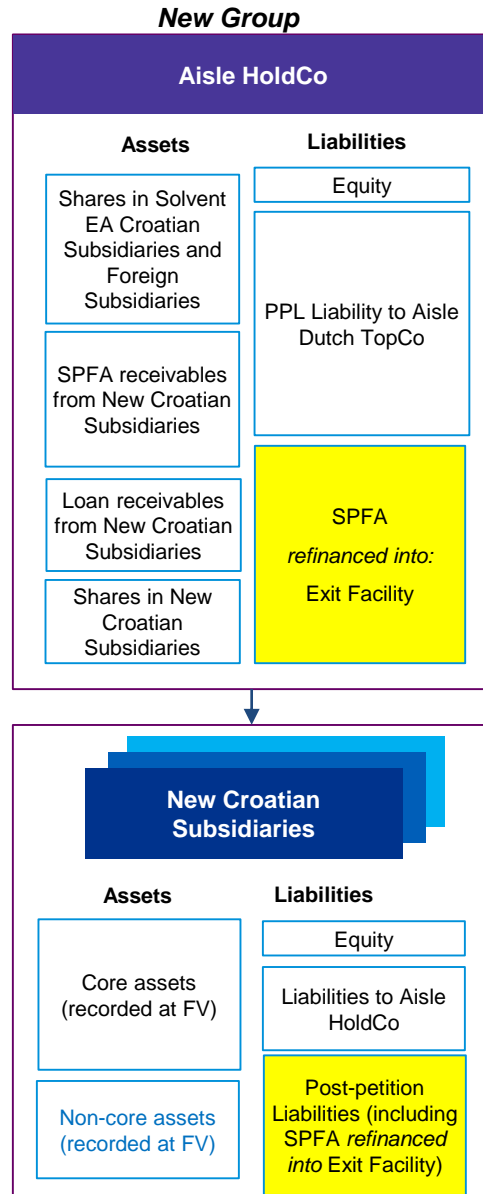 New Group
Aisle HoldCo
Assets
Shares in Solvent
EA Croatian
Subsidiaries and
Foreign
Subsidiaries
SPFA receivables
from New Croatian
Subsidiaries
Loan receivables
from New Croatian
Subsidiaries
Shares in New
Croatian
Subsidiaries
Liabilities
Equity
PPL Liability to Aisle
Dutch TopCo
SPFA
refinanced into:
Exit Facility
New Croatian
Subsidiaries
Assets
Core assets
(recorded at FV)
Non-core assets
(recorded at FV)
Liabilities
Equity
Liabilities to Aisle
HoldCo
Post-petition
Liabilities (including
SPFA refinanced
into Exit Facility)